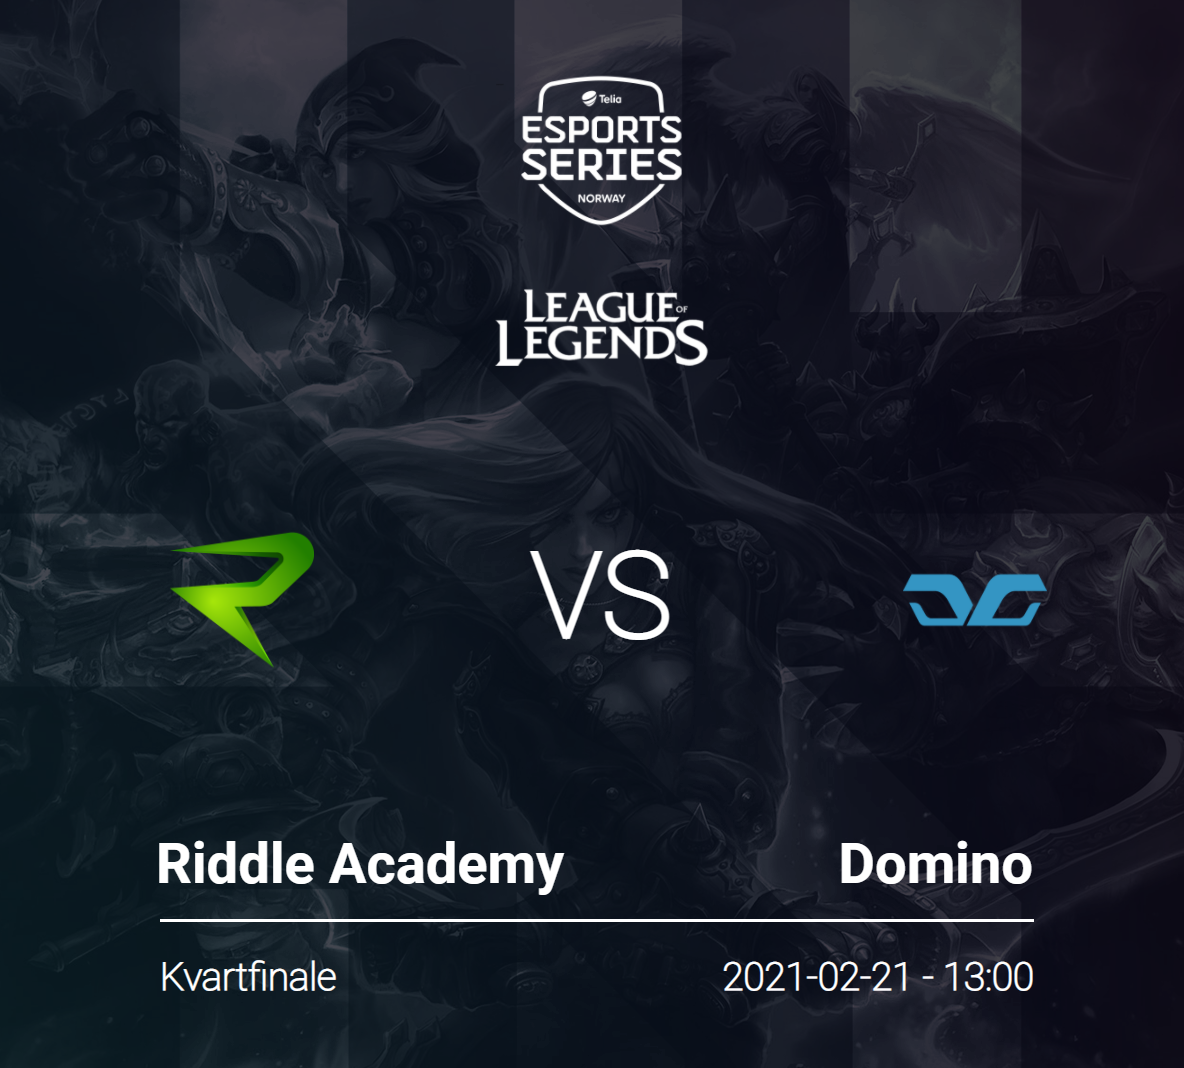 Telia
ESPORTS
SERIES
NORWAY
LEAGUE OF
LEGENDS
VS
Riddle Academy
Domino
Kvartfinale
2021-02-21 - 13:00